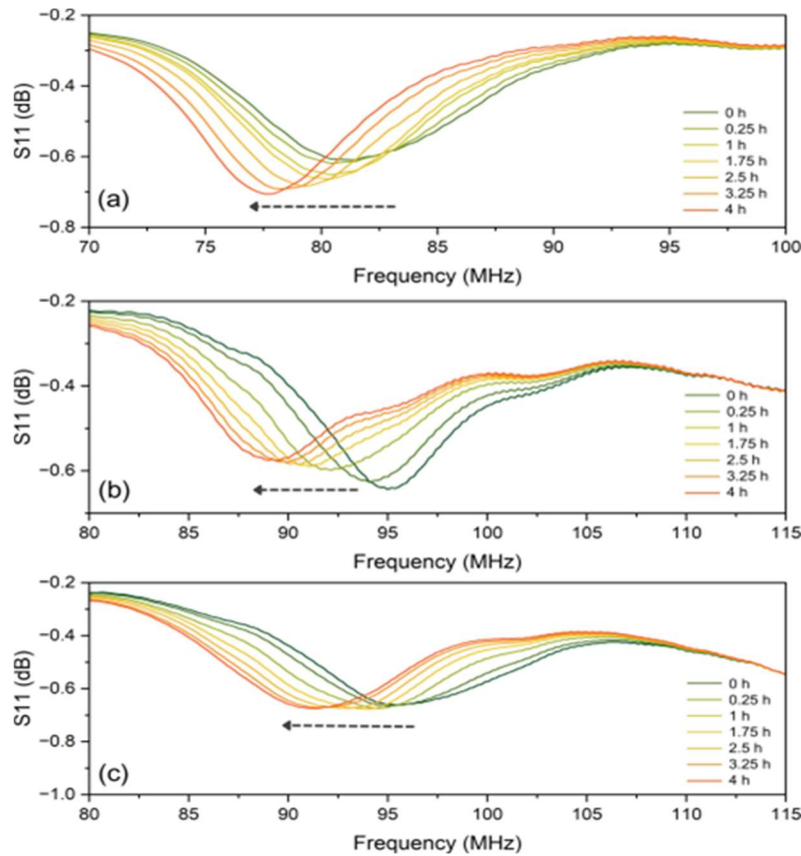 −0.2
−0.4
−0.6
−0.8
S11 (dB)
0 h
0.25 h
1 h
1.75 h
2.5 h
3.25 h
4 h
(a)
70 75 80 85 90 95 100
Frequency (MHz)
−0.2
−0.4
−0.6
S11 (dB)
0 h
0.25 h
1 h
1.75 h
2.5 h
3.25 h
4 h
(b)
80 85 90 95 100 105 110 115
Frequency (MHz)
−0.2
−0.4
−0.6
−0.8
−1.0
S11 (dB)
0 h
0.25 h
1 h
1.75 h
2.5 h
3.25 h
4 h
(c)
80 85 90 95 100 105 110 115
Frequency (MHz)